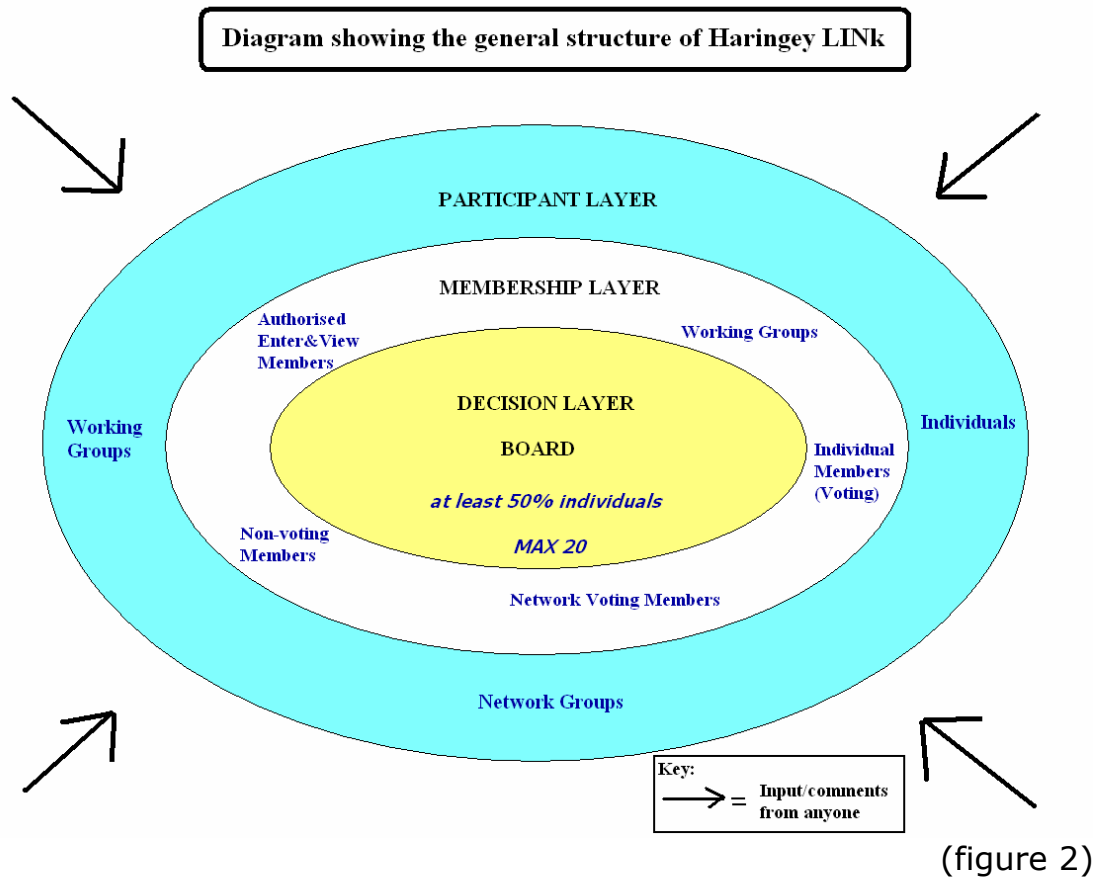 Diagram showing the general structure of Haringey LINk
PARTICIPANT LAYER
MEMBERSHIP LAYER
Authorised
Enter&View
Members
Working Groups
DECISION LAYER
BOARD
at least 50% individuals
MAX 20
Working
Groups
Individuals
Individual
Members
(Voting)
Non-voting
Members
Network Voting Members
Network Groups
Key:
= Input/comments
from anyone
(figure 2)